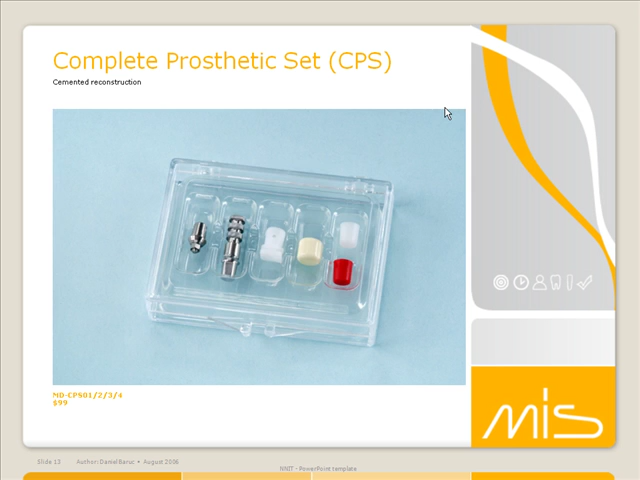 Complete Prosthetic Set (CPS)
Cemented reconstruction
MD-CPS01/2/3/4
$99
mis
Slide 13 Author: Daniel Baruc • August 2006
NNIT - PowerPoint template